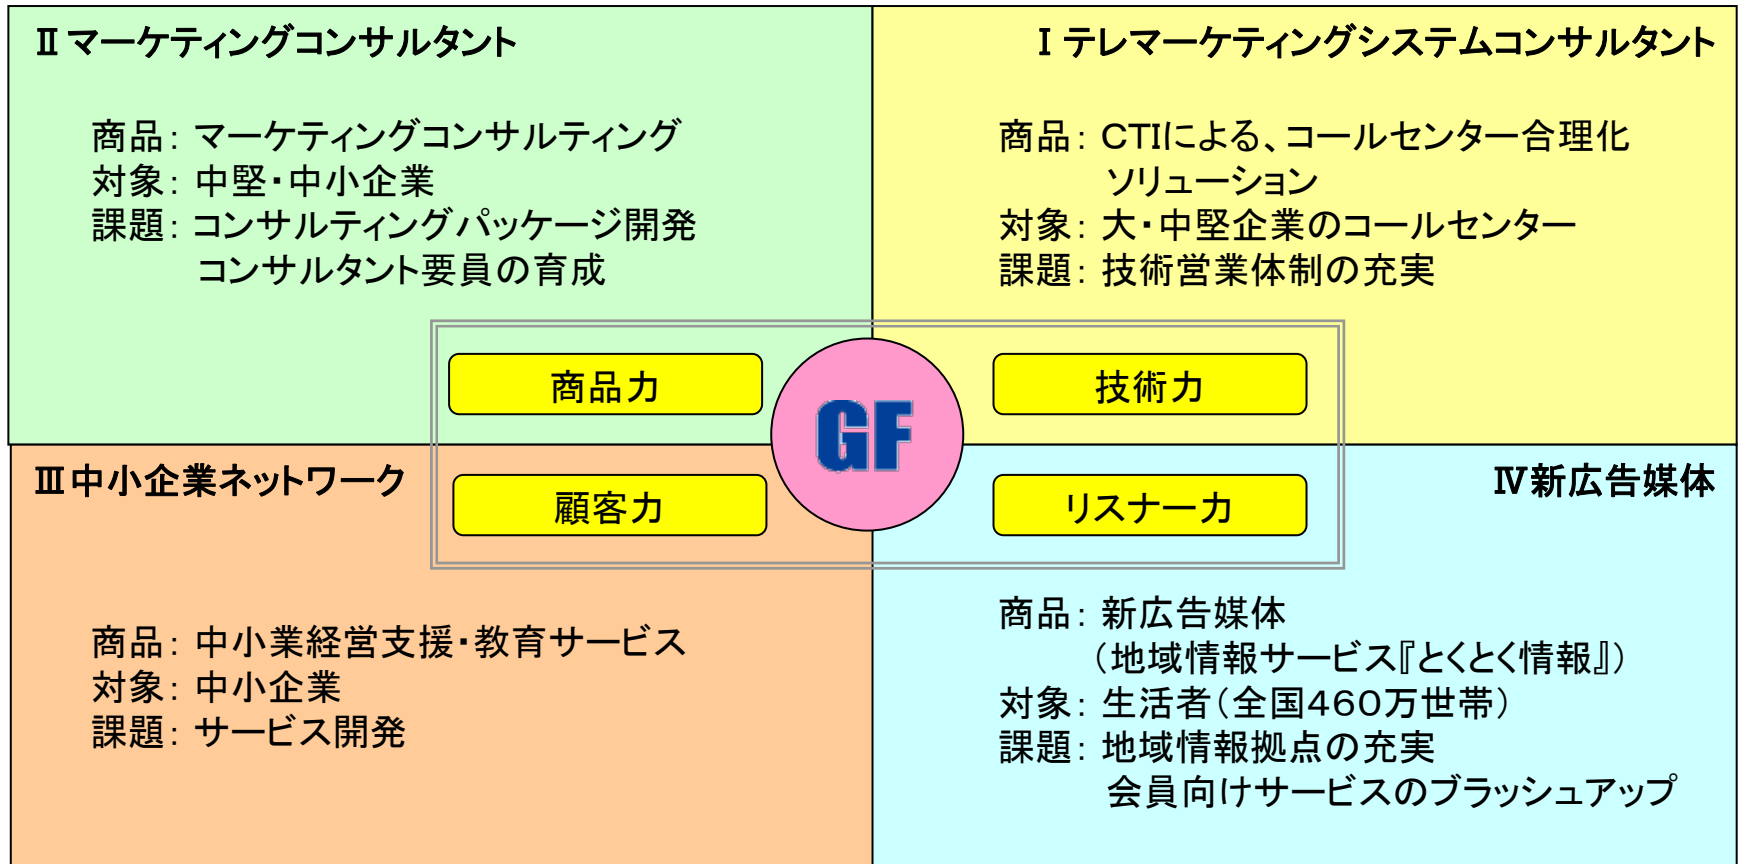 Ⅱ マーケティングコンサルタント
商品： マーケティングコンサルティング
対象： 中堅・中小企業
課題： コンサルティングパッケージ開発
コンサルタント要員の育成
Ⅰ テレマーケティングシステムコンサルタント
商品： CTIによる、コールセンター合理化
ソリューション
対象： 大・中堅企業のコールセンター
課題： 技術営業体制の充実
商品力
技術力
GF
顧客力
リスナー力
Ⅲ中小企業ネットワーク
商品： 中小業経営支援・教育サービス
対象： 中小企業
課題： サービス開発
Ⅳ新広告媒体
商品： 新広告媒体
（地域情報サービス『とくとく情報』）
対象： 生活者（全国４６０万世帯）
課題： 地域情報拠点の充実
会員向けサービスのブラッシュアップ